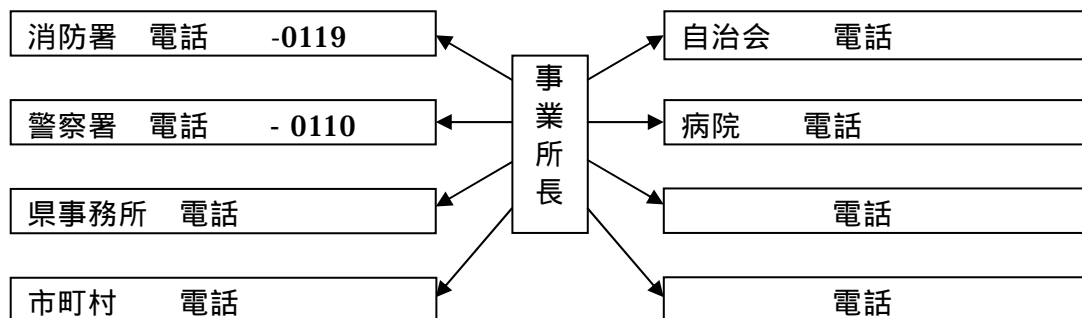 消防署　電話　　-0119
警察署　電話　　- 0110
県事務所　電話
市町村　　電話
事業所長
自治会　　電話
病院　　電話
電話
電話